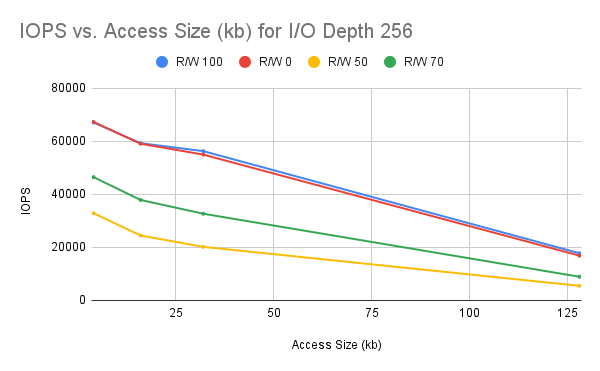 IOPS vs. Access Size (kb) for I/O Depth 256
R/W 100 R/W 0 R/W 50 R/W 70
80000
60000
40000
20000
0
IOPS
25 50 75 100 125
Access Size (kb)